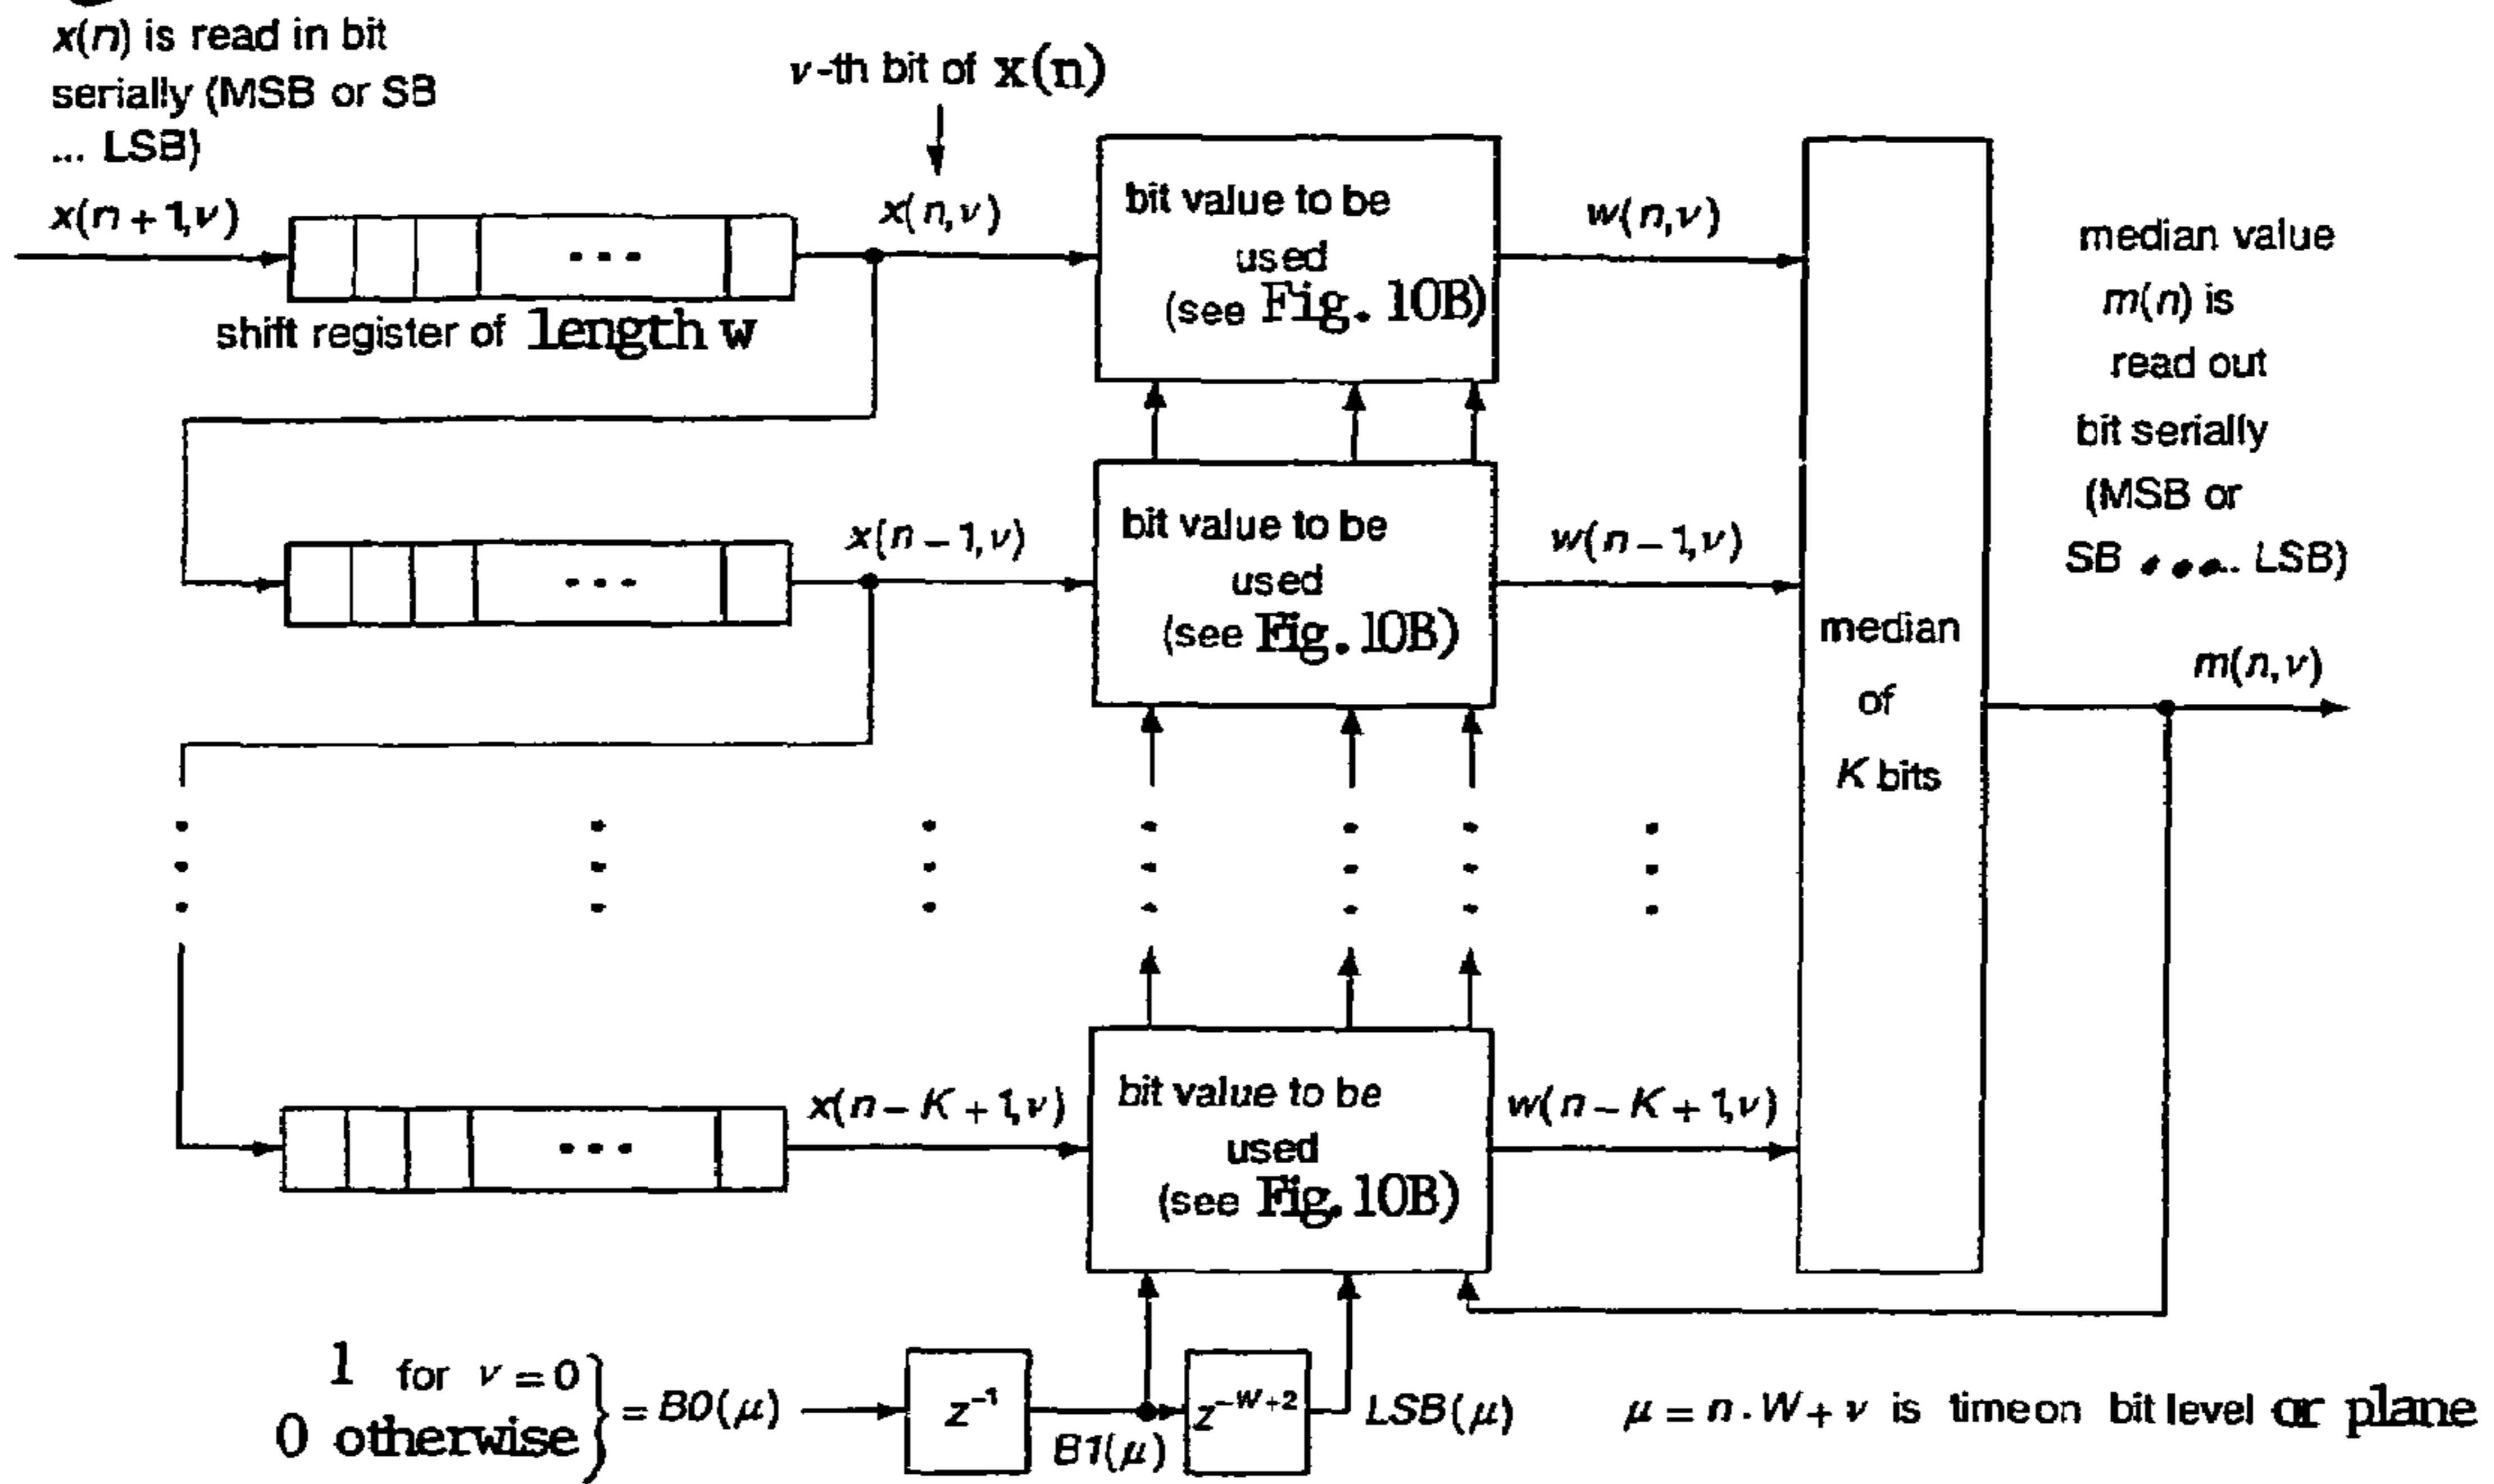 x(n) is read in bit
serially (MSB or SB
... LSB)
x(n+1,ν)
shift register of length w
ν-th bit of x(n)
x(n,ν)
bit value to be
used
(see Fig. 10B)
w(n,ν)
x(n−1,ν)
bit value to be
used
(see Fig. 10B)
w(n−1,ν)
x(n−K+1,ν)
bit value to be
used
(see Fig. 10B)
w(n−K+1,ν)
median
of
K bits
median value
m(n) is
read out
bit serially
(MSB or
SB .... LSB)
m(n,ν)
1 for ν=0
0 otherwise } = B0(μ)
z⁻¹
B1(μ)
z^(−W+2)
LSB(μ)
μ = n.W+ν is time on bit level or plane